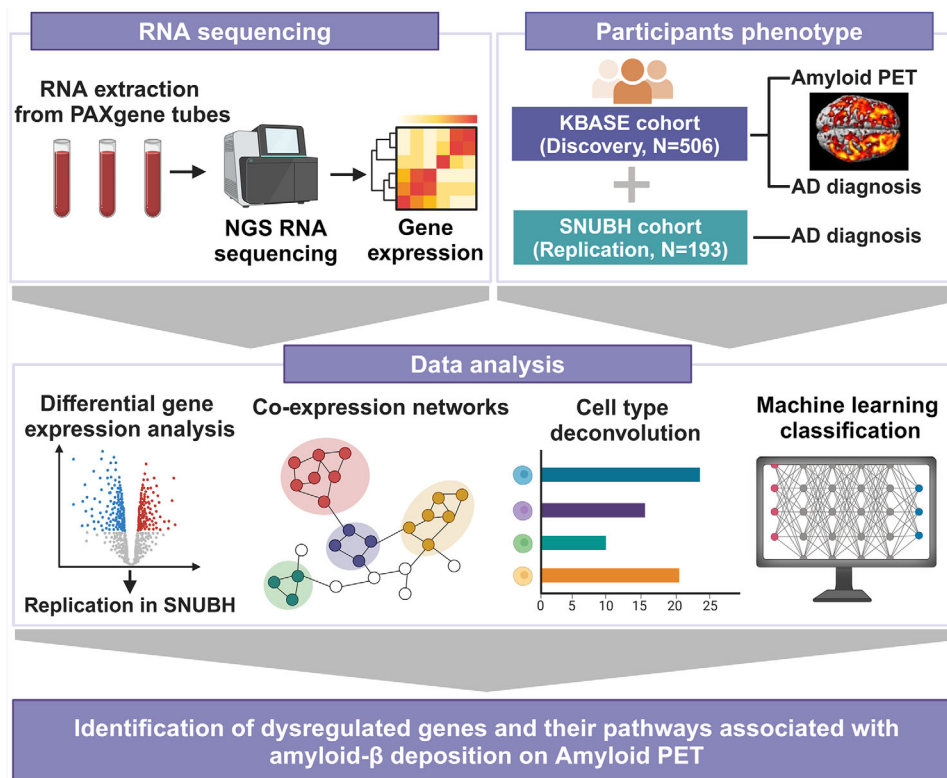 RNA sequencing
RNA extraction
from PAXgene tubes
NGS RNA
sequencing
Gene
expression
Participants phenotype
KBASE cohort
(Discovery, N=506)
Amyloid PET
AD diagnosis
SNUBH cohort
(Replication, N=193)
AD diagnosis
Data analysis
Differential gene
expression analysis
Replication in SNUBH
Co-expression networks
Cell type
deconvolution
0 5 10 15 20 25
Machine learning
classification
Identification of dysregulated genes and their pathways associated with
amyloid-β deposition on Amyloid PET